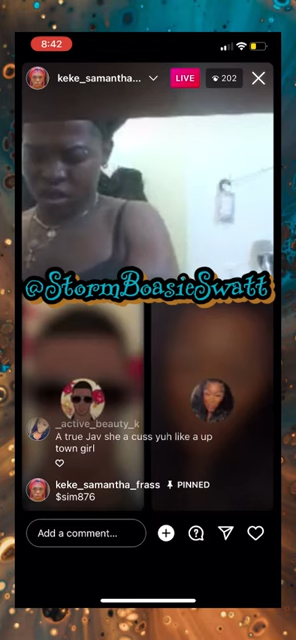 8:42
keke_samantha...
LIVE
202
@StormBoasieSwatt
_active_beauty_k
A true Jav she a cuss yuh like a up
town girl
keke_samantha_frass PINNED
$sim876
Add a comment...